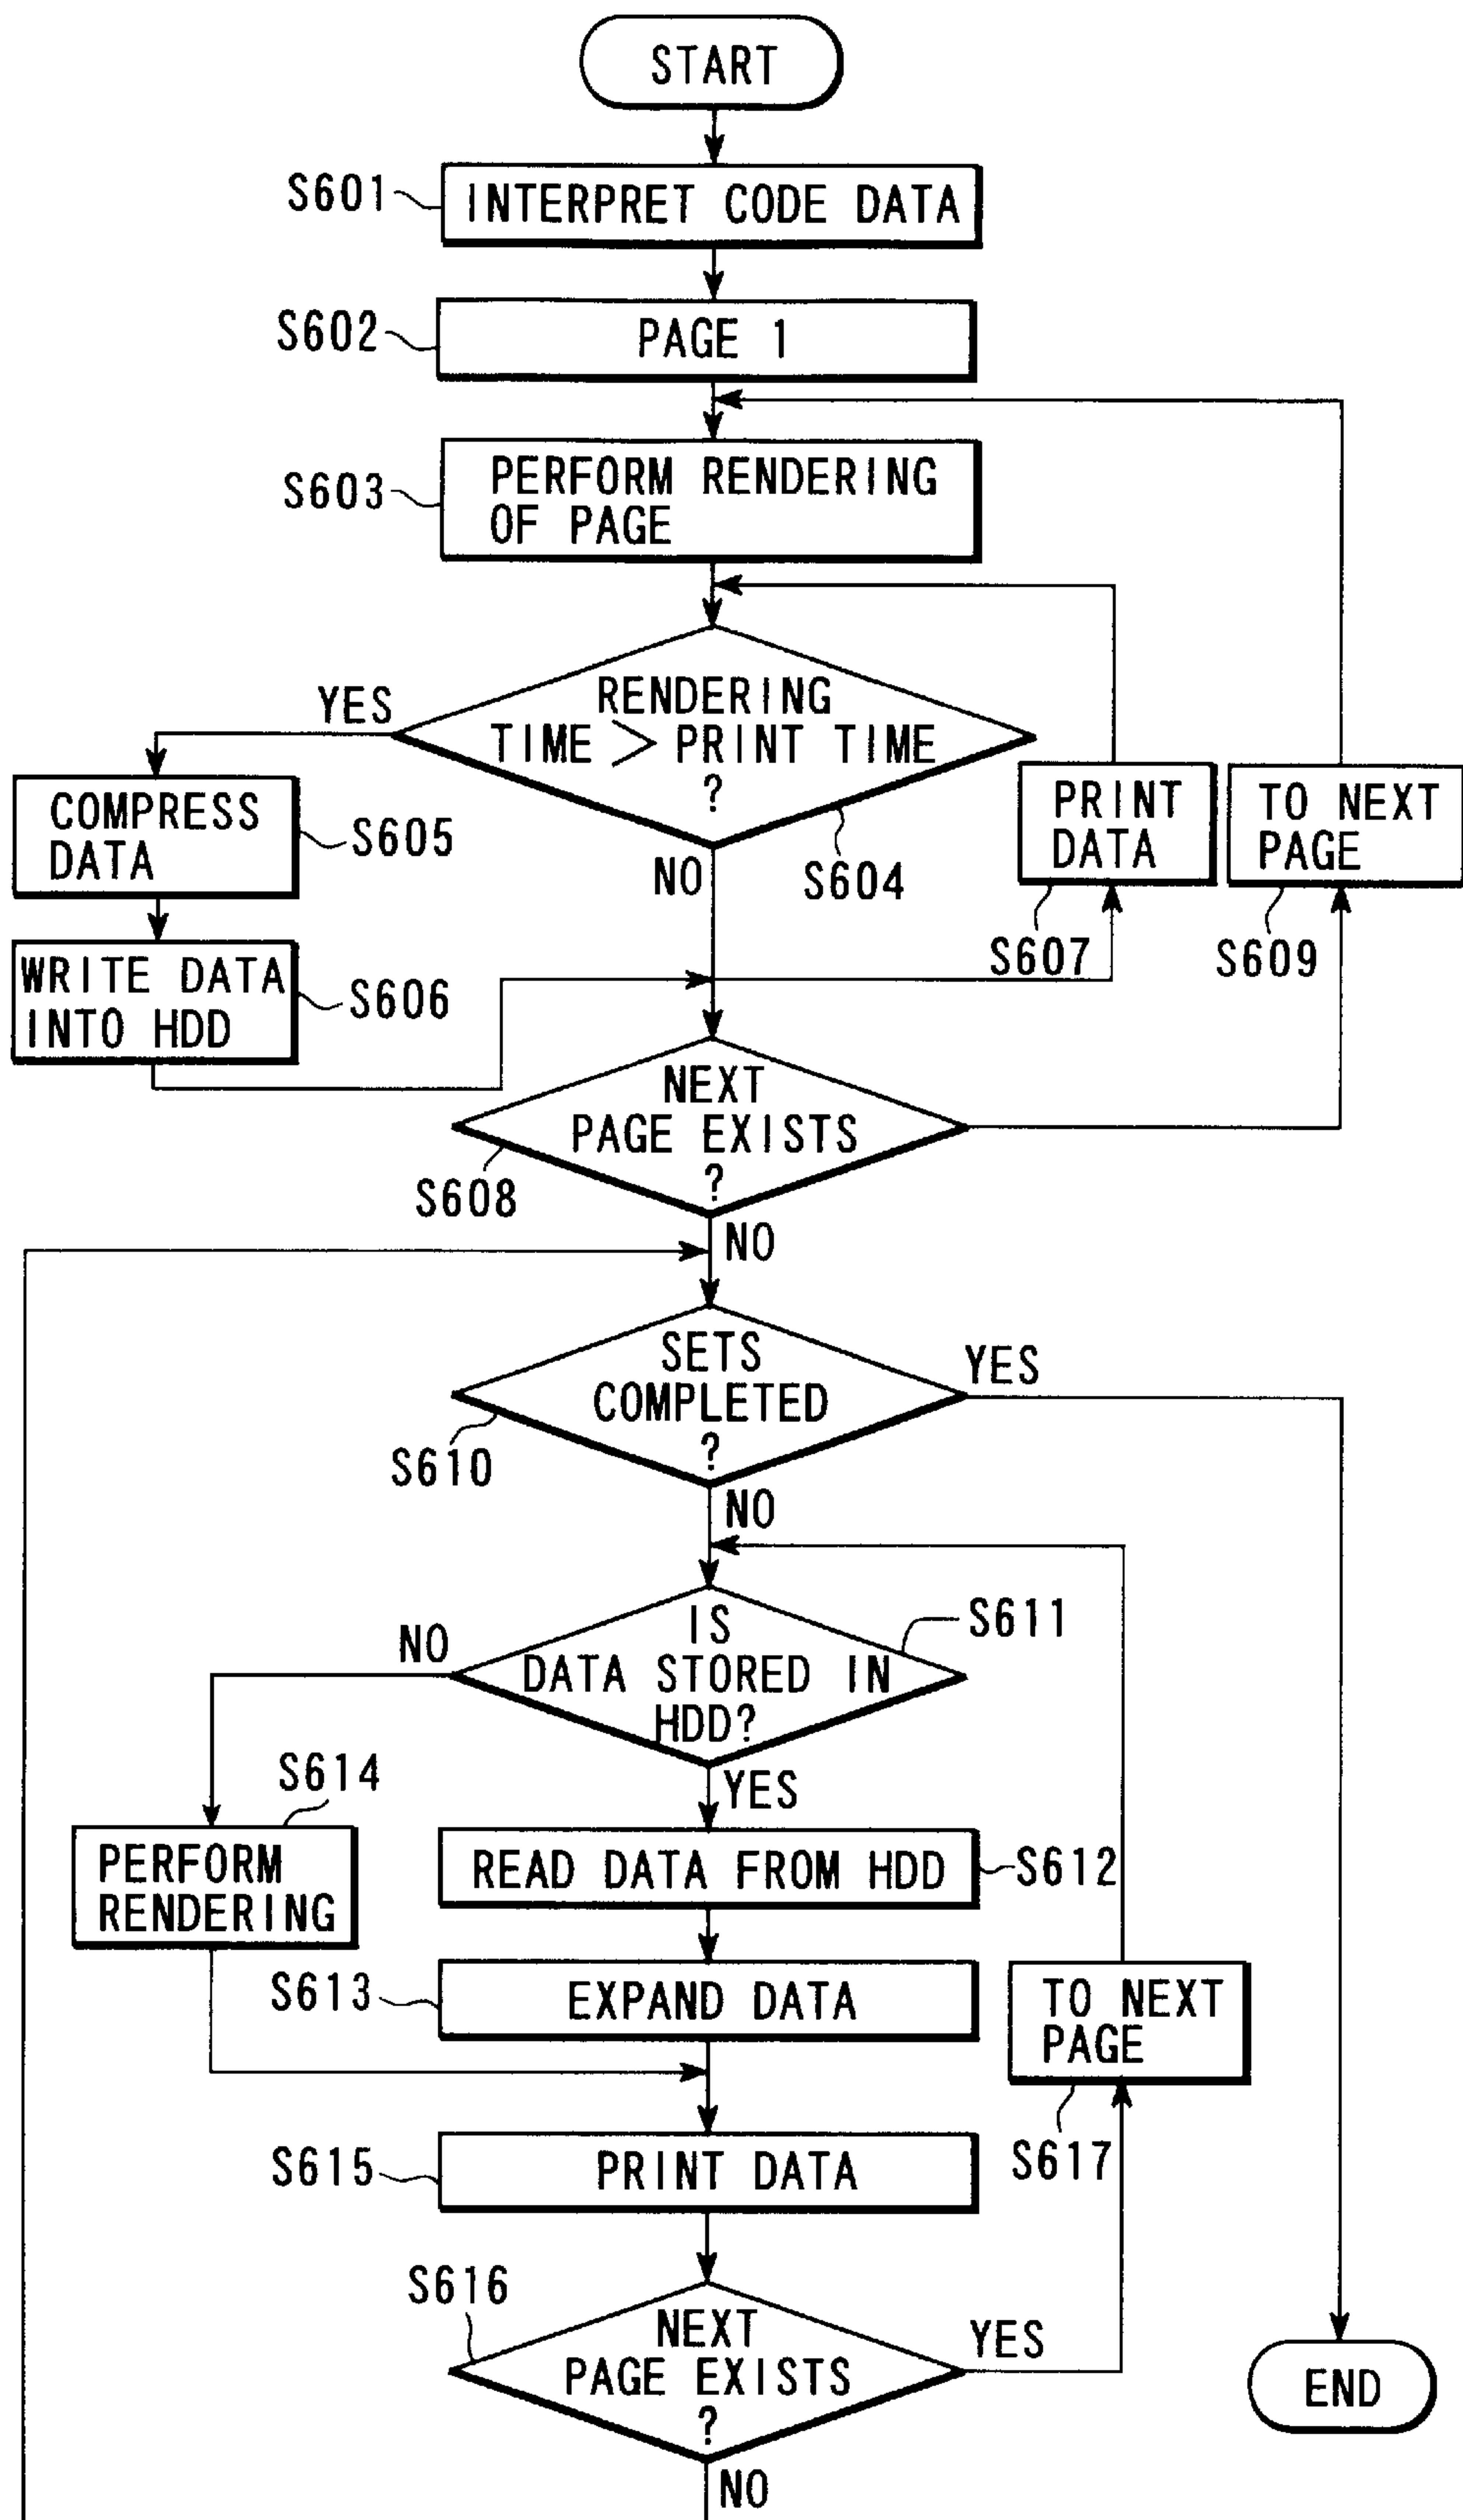 START
S601
INTERPRET CODE DATA
S602
PAGE 1
S603
PERFORM RENDERING
OF PAGE
YES
RENDERING
TIME > PRINT TIME
?
S604
NO
COMPRESS
DATA
S605
PRINT
DATA
S607
TO NEXT
PAGE
S609
WRITE DATA
INTO HDD
S606
NEXT
PAGE EXISTS
?
S608
NO
SETS
COMPLETED
?
YES
S610
NO
IS
DATA STORED IN
HDD?
S611
NO
YES
S614
PERFORM
RENDERING
READ DATA FROM HDD
S612
S613
EXPAND DATA
TO NEXT
PAGE
S617
S615
PRINT DATA
S616
NEXT
PAGE EXISTS
?
YES
END
NO